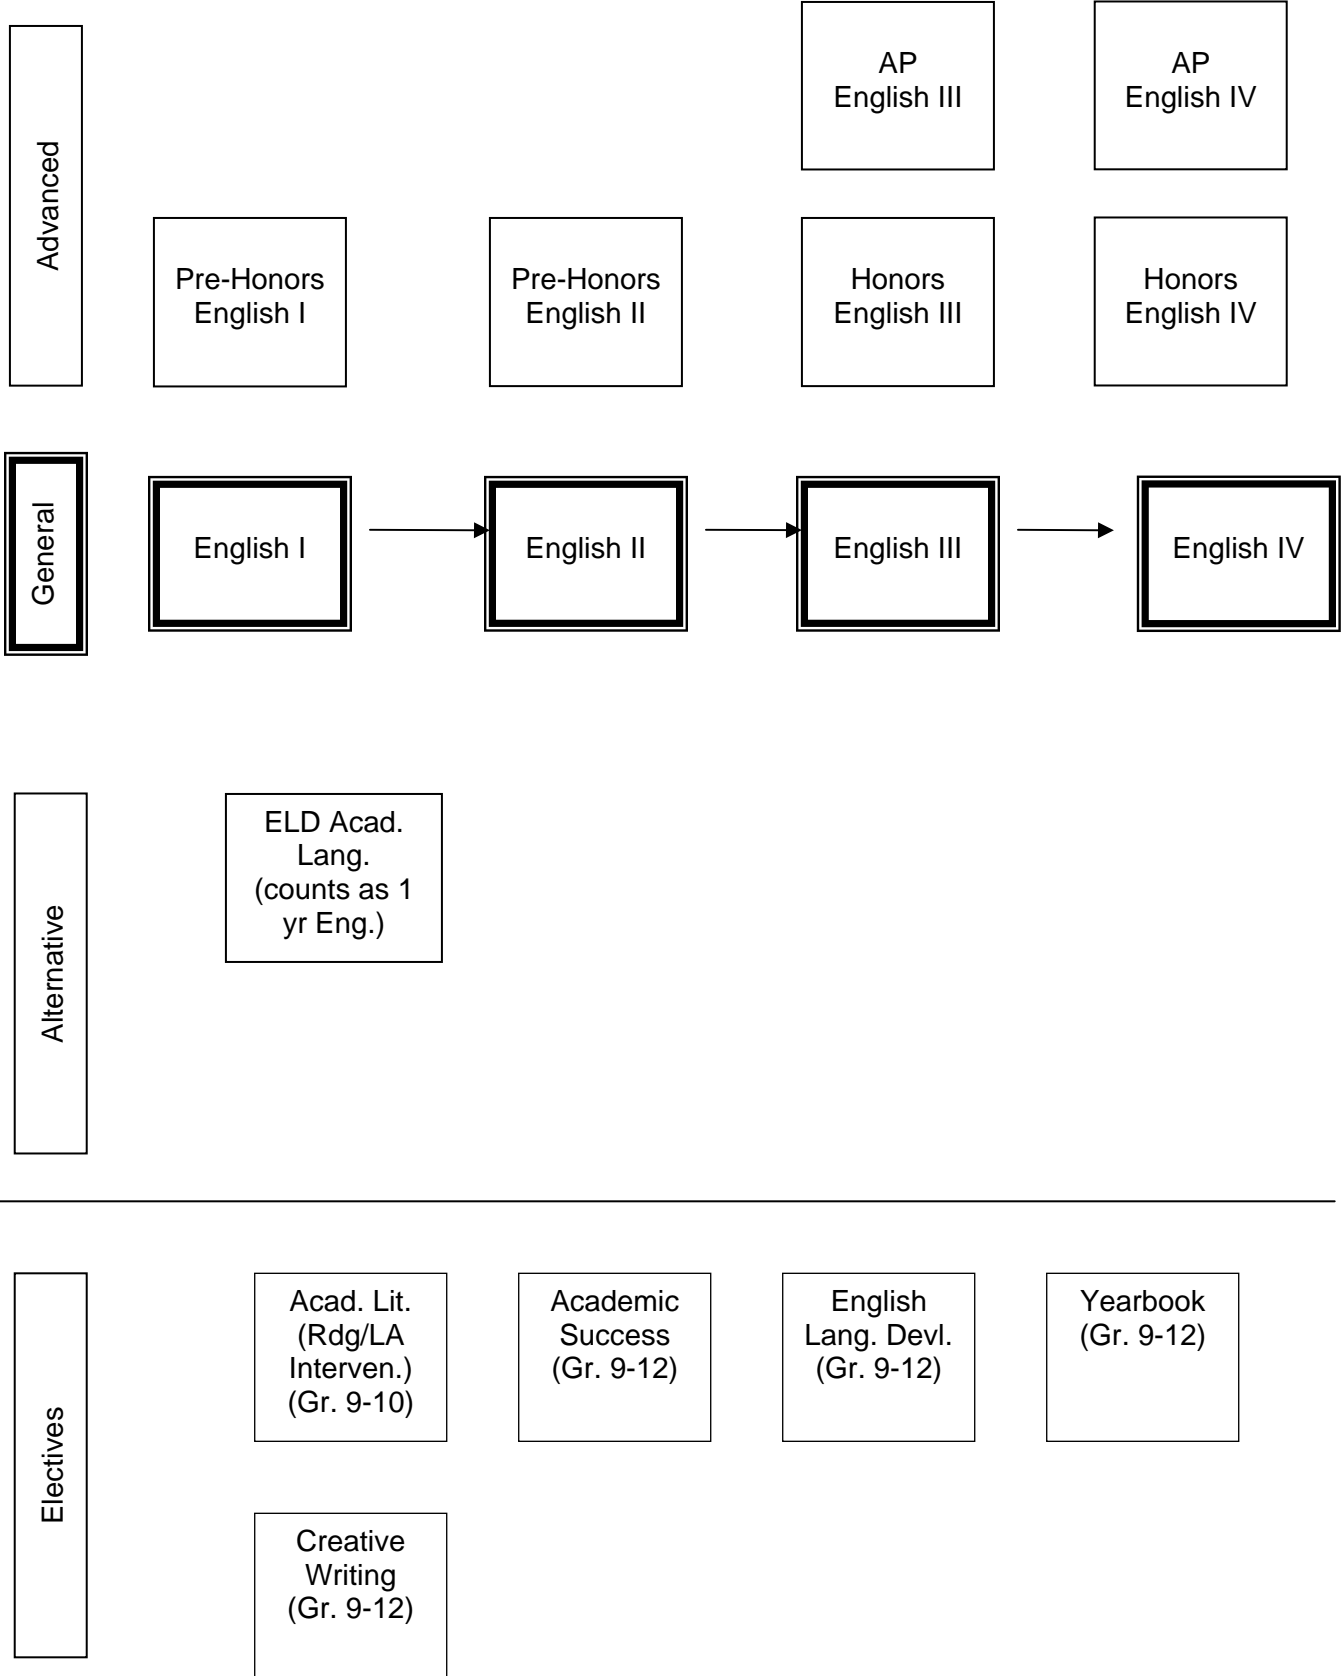 Advanced
AP
English III
AP
English IV
Pre-Honors
English I
Pre-Honors
English II
Honors
English III
Honors
English IV
General
English I
English II
English III
English IV
Alternative
ELD Acad.
Lang.
(counts as 1
yr Eng.)
Electives
Acad. Lit.
(Rdg/LA
Interven.)
(Gr. 9-10)
Academic
Success
(Gr. 9-12)
English
Lang. Devl.
(Gr. 9-12)
Yearbook
(Gr. 9-12)
Creative
Writing
(Gr. 9-12)